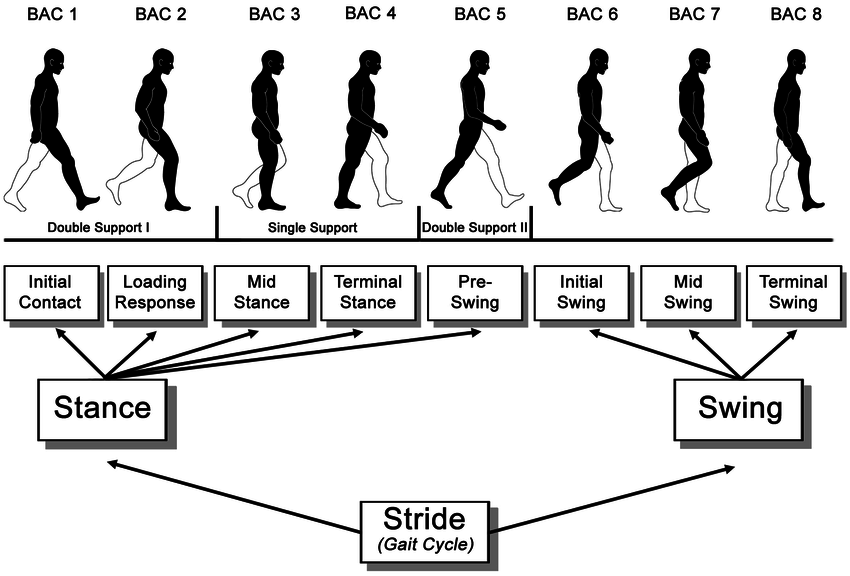 BAC 1 BAC 2 BAC 3 BAC 4 BAC 5 BAC 6 BAC 7 BAC 8
Double Support I Single Support Double Support II
Initial Contact
Loading Response
Mid Stance
Terminal Stance
Pre-Swing
Initial Swing
Mid Swing
Terminal Swing
Stance
Swing
Stride
(Gait Cycle)